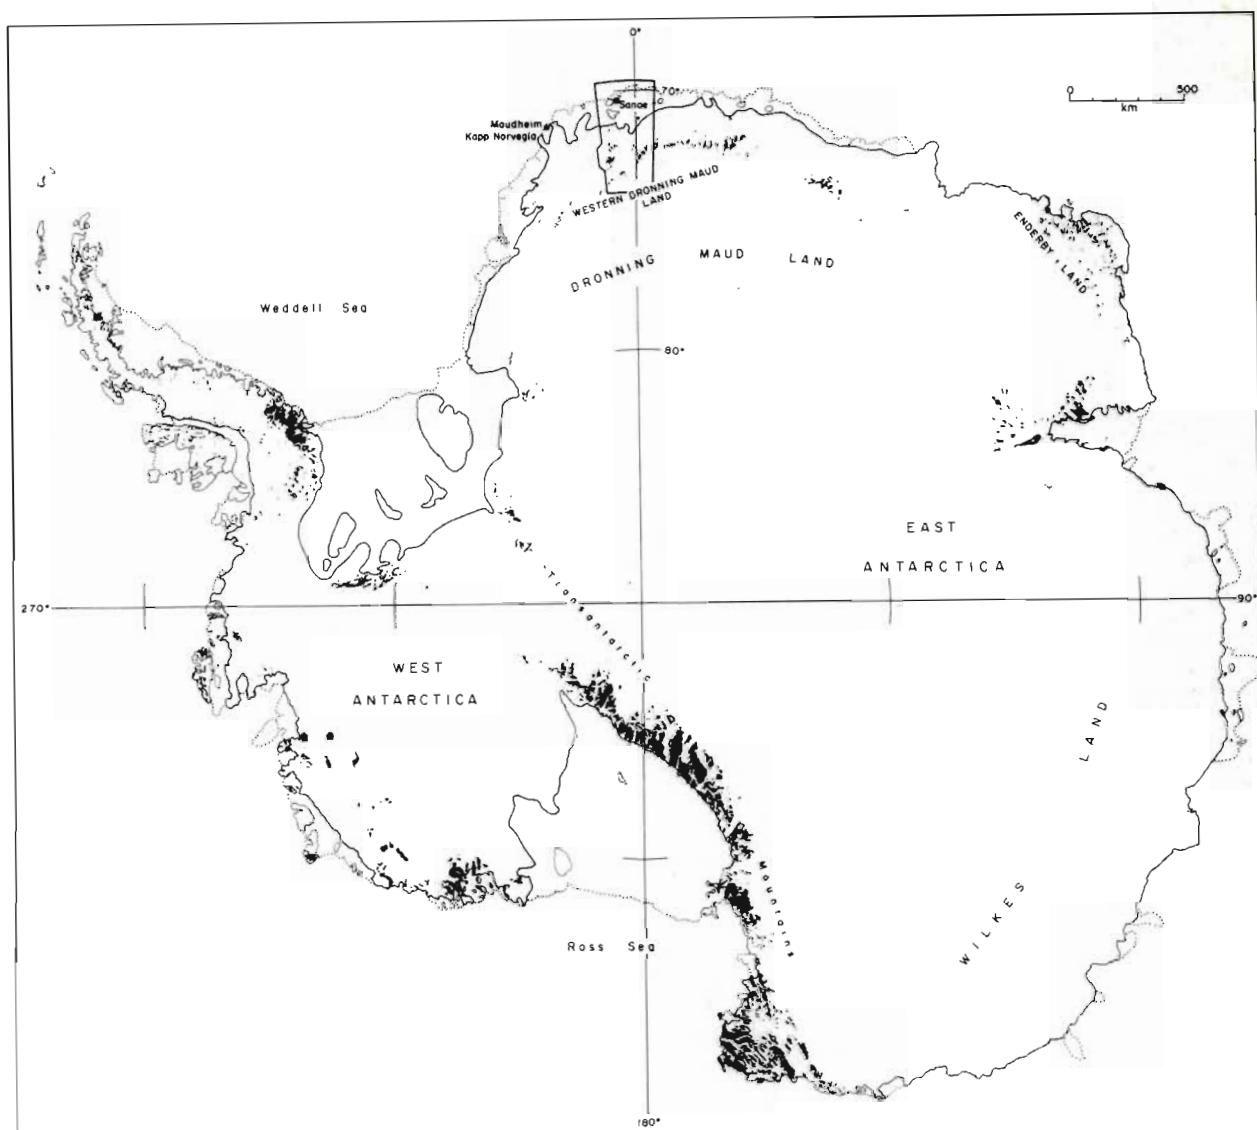 0°
0 500
km
70°
Sanae
Maudheim
Kapp Norvegia
WESTERN DRONNING MAUD
LAND
ENDERBY LAND
DRONNING MAUD LAND
Weddell Sea
80°
EAST
ANTARCTICA
270°
90°
Transantarctic
WEST
ANTARCTICA
LAND
Mountains
WILKES
Ross Sea
180°